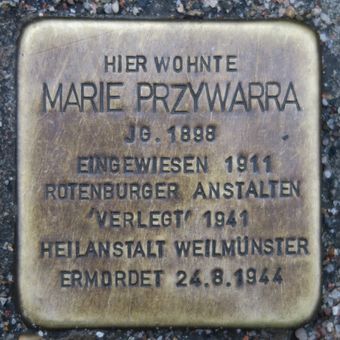 HIER WOHNTE
MARIE PRZYWARRA
JG. 1898
EINGEWIESEN 1911
ROTENBURGER ANSTALTEN
'VERLEGT' 1941
HEILANSTALT WEILMÜNSTER
ERMORDET 24.8.1944